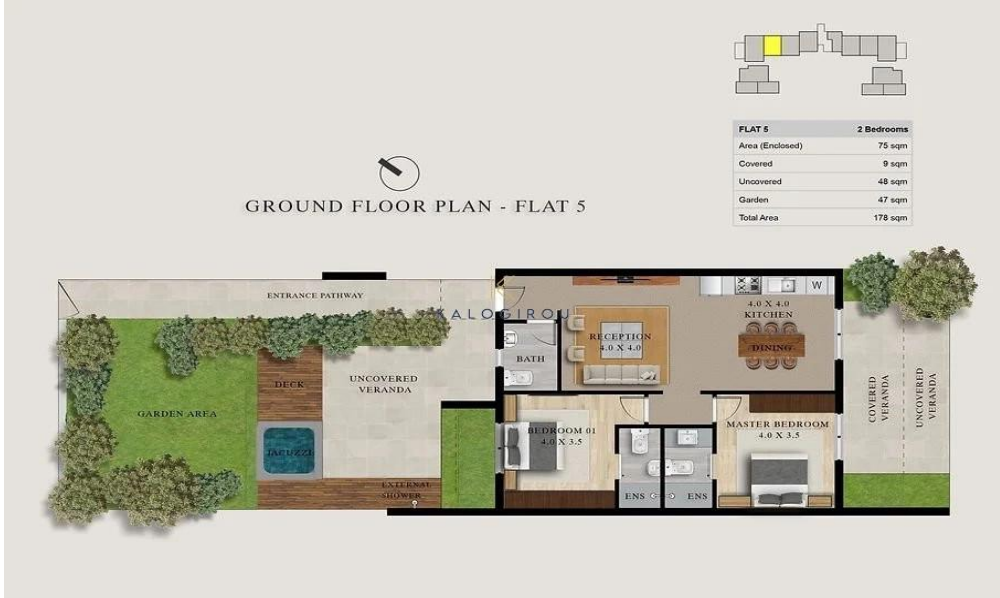 FLAT 5 2 Bedrooms
Area (Enclosed) 75 sqm
Covered 9 sqm
Uncovered 48 sqm
Garden 47 sqm
Total Area 178 sqm
GROUND FLOOR PLAN - FLAT 5
ENTRANCE PATHWAY
KALOGIROU
W
4.0 X 4.0
KITCHEN
RECEPTION
4.0 X 4.0
DINING
BATH
DECK
UNCOVERED
VERANDA
GARDEN AREA
JACUZZI
EXTERNAL
SHOWER
BEDROOM 01
4.0 X 3.5
MASTER BEDROOM
4.0 X 3.5
ENS
ENS
COVERED
VERANDA
UNCOVERED
VERANDA